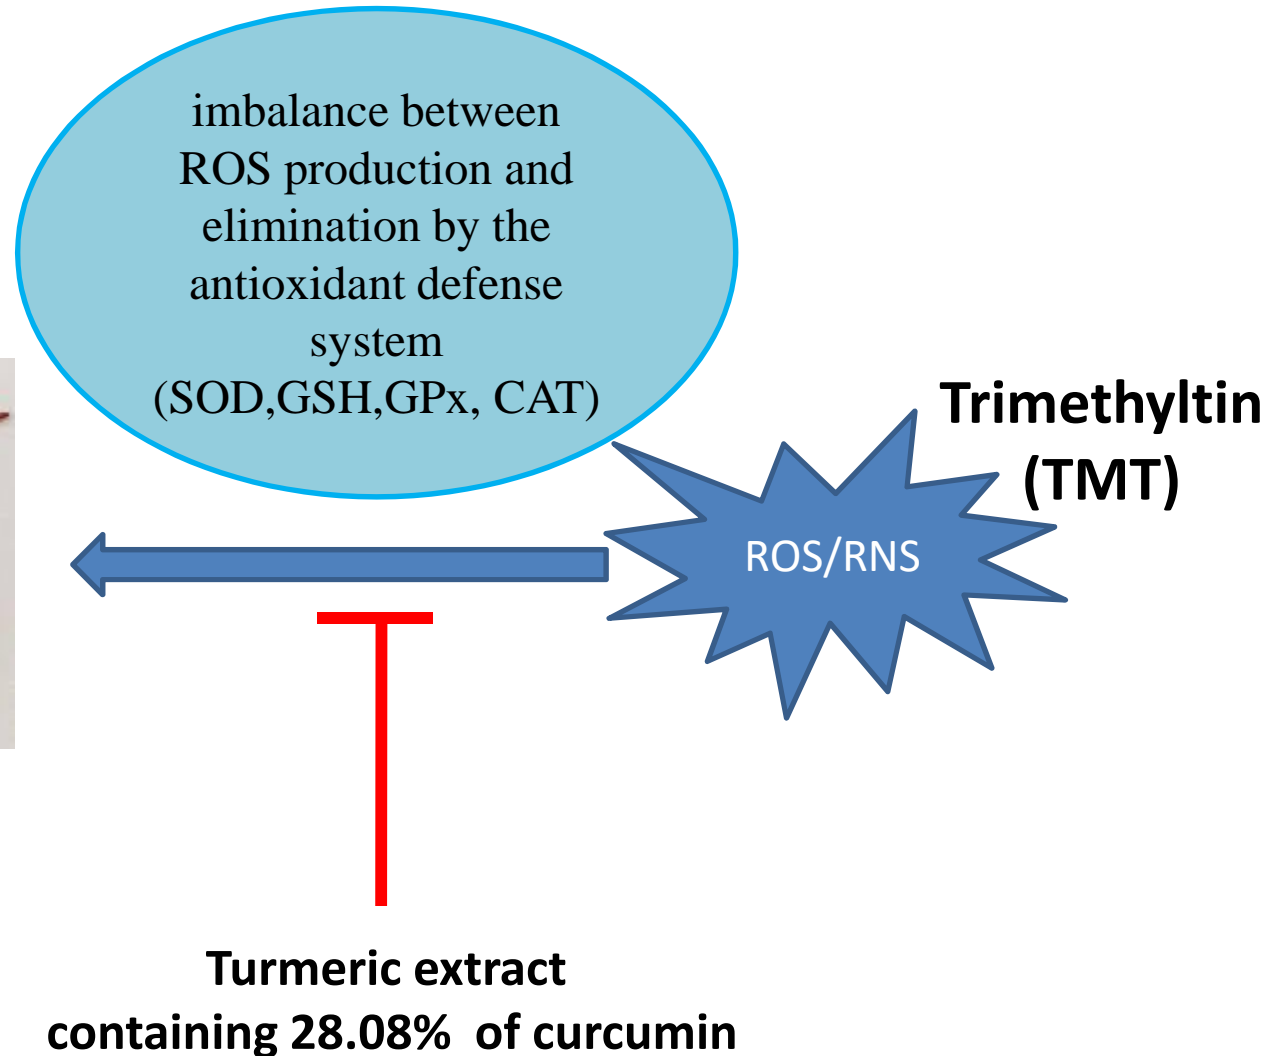 imbalance between
ROS production and
elimination by the
antioxidant defense
system
(SOD,GSH,GPx, CAT)
Trimethyltin
(TMT)
ROS/RNS
Turmeric extract
containing 28.08% of curcumin